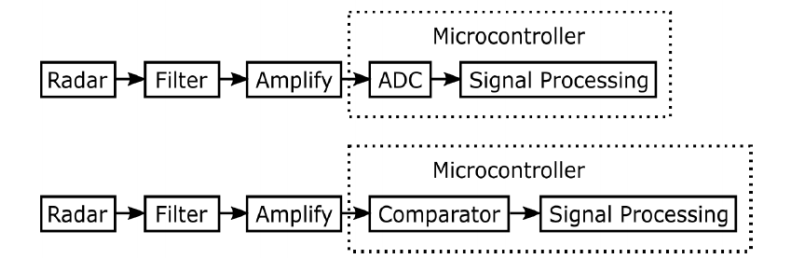 Microcontroller
Radar Filter Amplify ADC Signal Processing
Microcontroller
Radar Filter Amplify Comparator Signal Processing